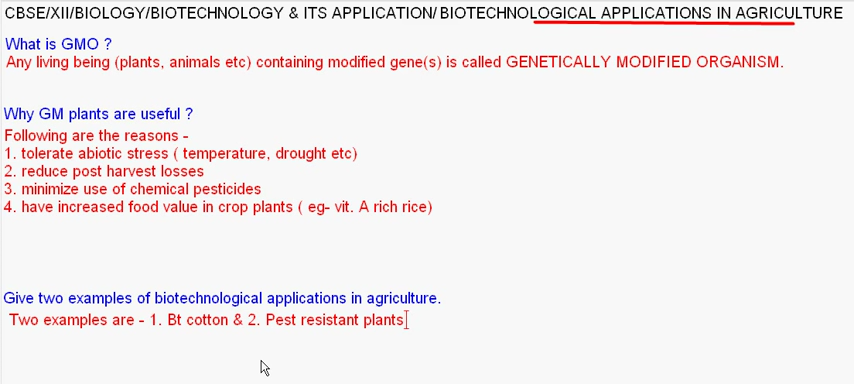 CBSE/XII/BIOLOGY/BIOTECHNOLOGY & ITS APPLICATION/ BIOTECHNOLOGICAL APPLICATIONS IN AGRICULTURE
What is GMO ?
Any living being (plants, animals etc) containing modified gene(s) is called GENETICALLY MODIFIED ORGANISM.
Why GM plants are useful ?
Following are the reasons -
1. tolerate abiotic stress ( temperature, drought etc)
2. reduce post harvest losses
3. minimize use of chemical pesticides
4. have increased food value in crop plants ( eg- vit. A rich rice)
Give two examples of biotechnological applications in agriculture.
Two examples are - 1. Bt cotton & 2. Pest resistant plants